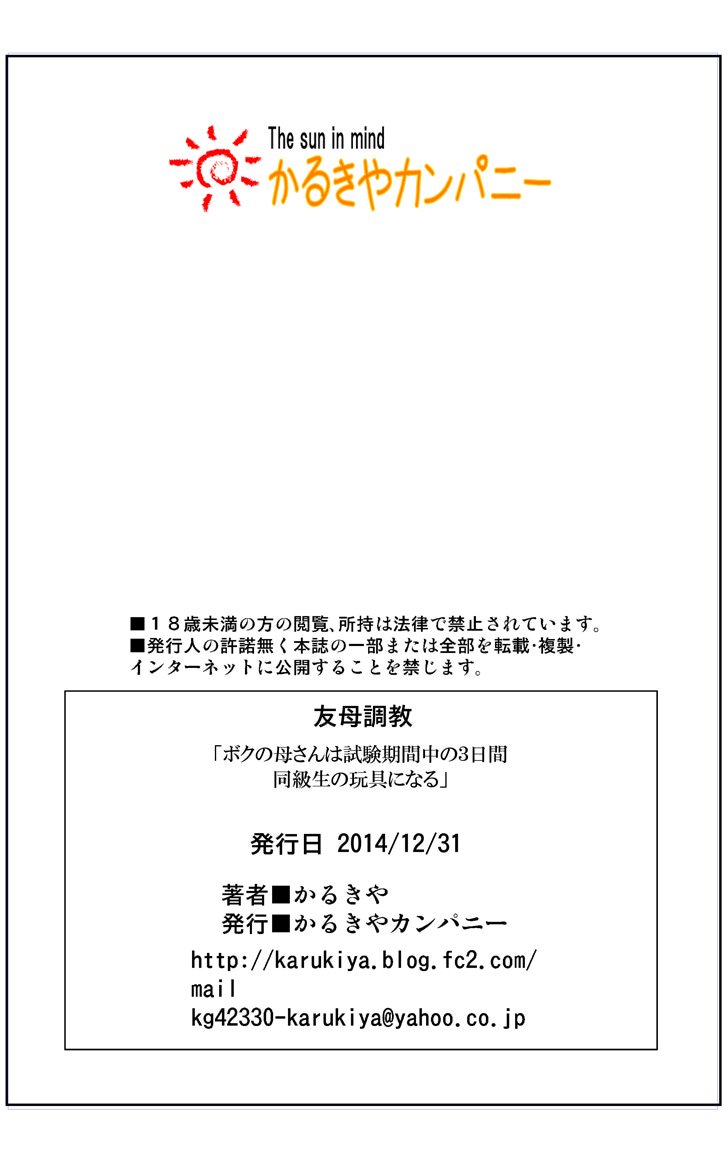 The sun in mind
かるきやカンパニー
■１８歳未満の方の閲覧、所持は法律で禁止されています。
■発行人の許諾無く本誌の一部または全部を転載・複製・
インターネットに公開することを禁じます。
友母調教
「ボクの母さんは試験期間中の3日間
同級生の玩具になる」
発行日 2014/12/31
著者■かるきや
発行■かるきやカンパニー
http://karukiya.blog.fc2.com/
mail
kg42330-karukiya@yahoo.co.jp